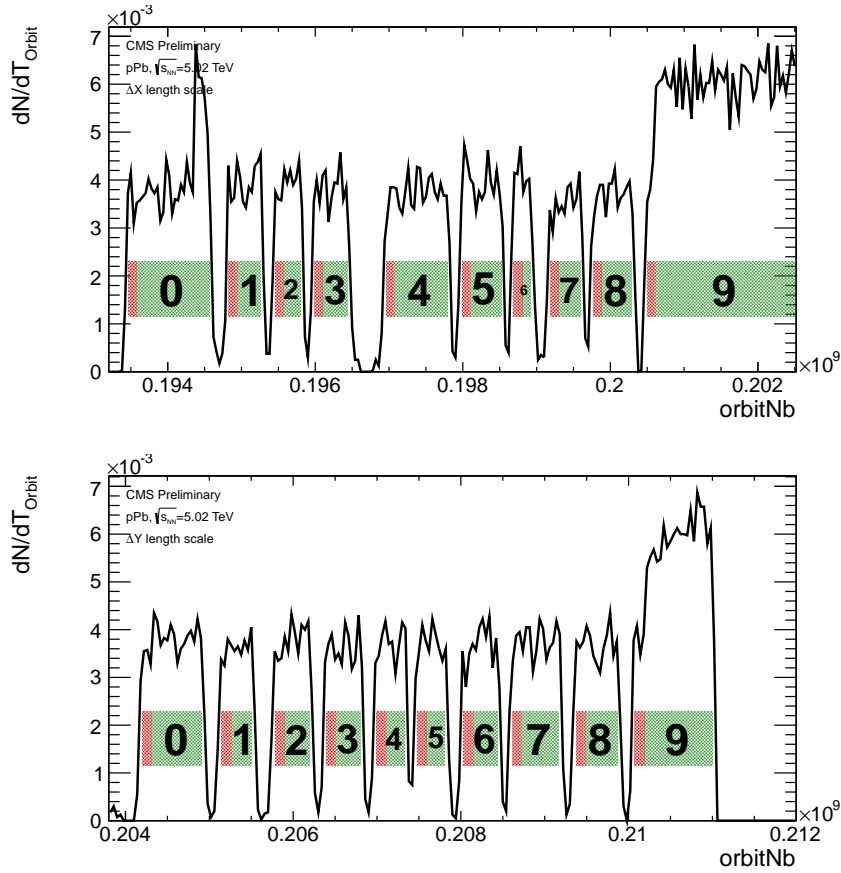 ×10⁻³
dN/dT_Orbit
7
6
5
4
3
2
1
0
CMS Preliminary
pPb, √s_NN=5.02 TeV
ΔX length scale
0 1 2 3 4 5 6 7 8 9
0.194 0.196 0.198 0.2 0.202
×10⁹
orbitNb
×10⁻³
dN/dT_Orbit
7
6
5
4
3
2
1
0
CMS Preliminary
pPb, √s_NN=5.02 TeV
ΔY length scale
0 1 2 3 4 5 6 7 8 9
0.204 0.206 0.208 0.21 0.212
×10⁹
orbitNb